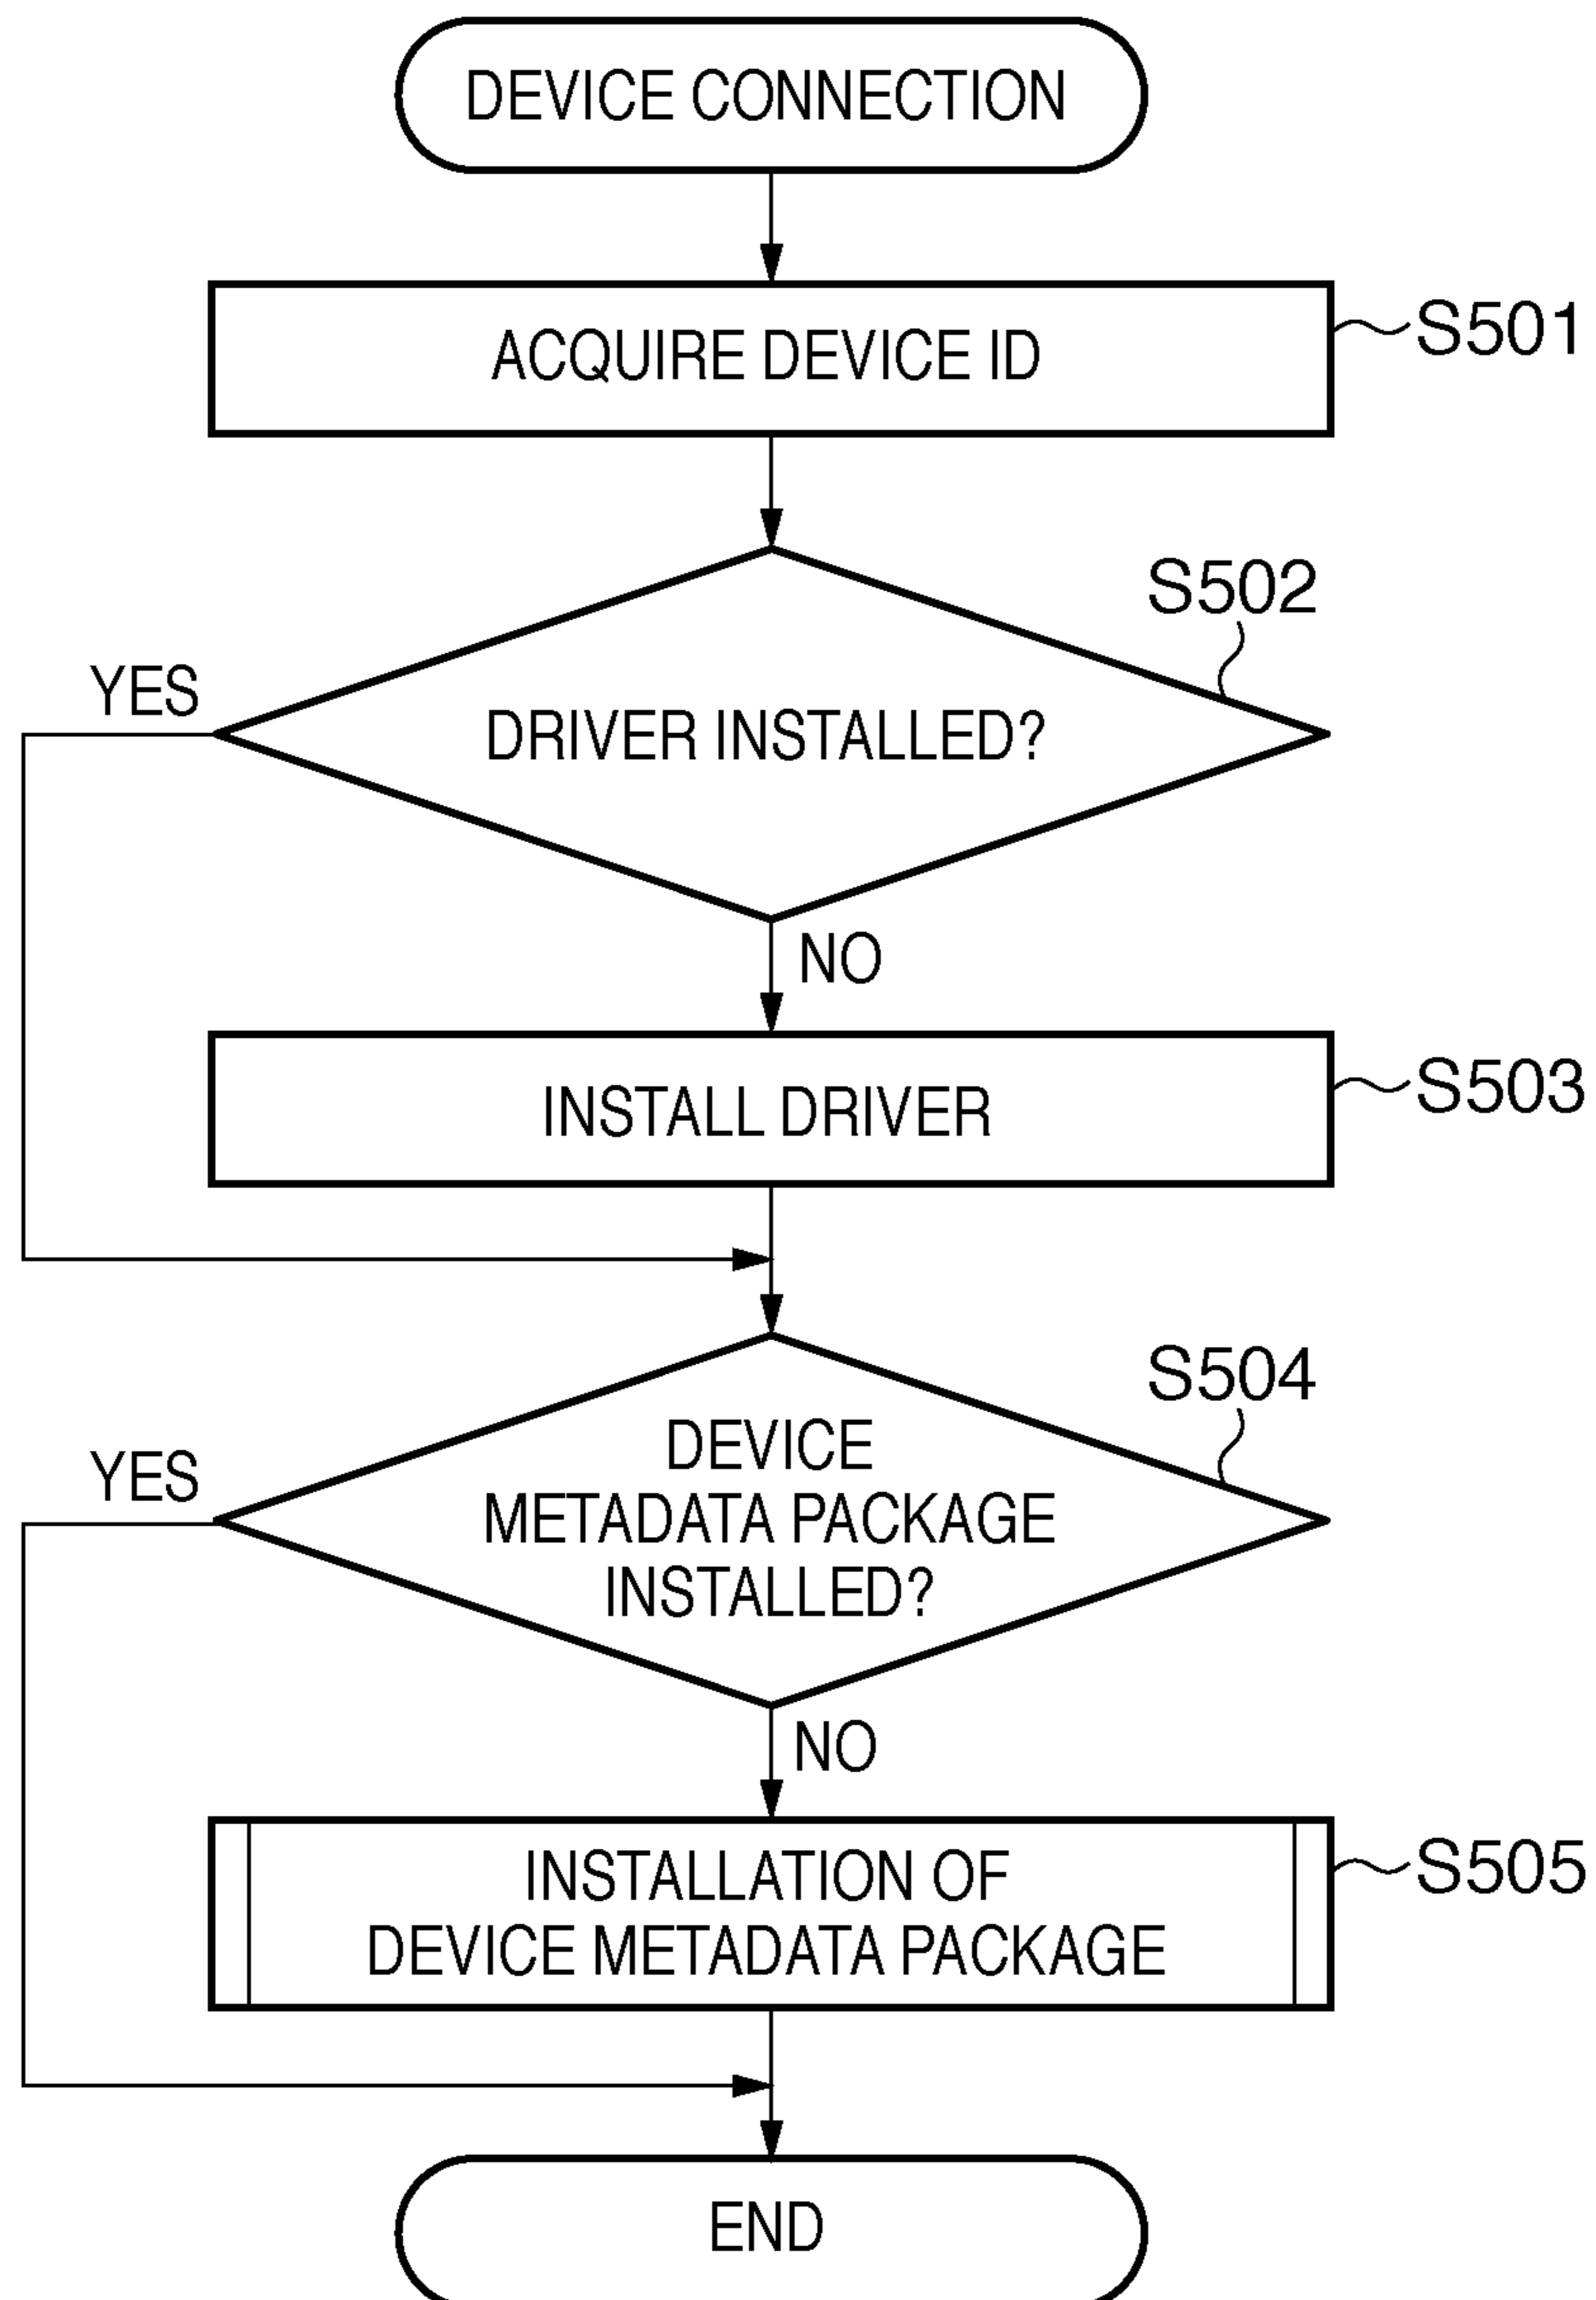 DEVICE CONNECTION
ACQUIRE DEVICE ID
S501
S502
YES
DRIVER INSTALLED?
NO
INSTALL DRIVER
S503
S504
YES
DEVICE
METADATA PACKAGE
INSTALLED?
NO
INSTALLATION OF
DEVICE METADATA PACKAGE
S505
END